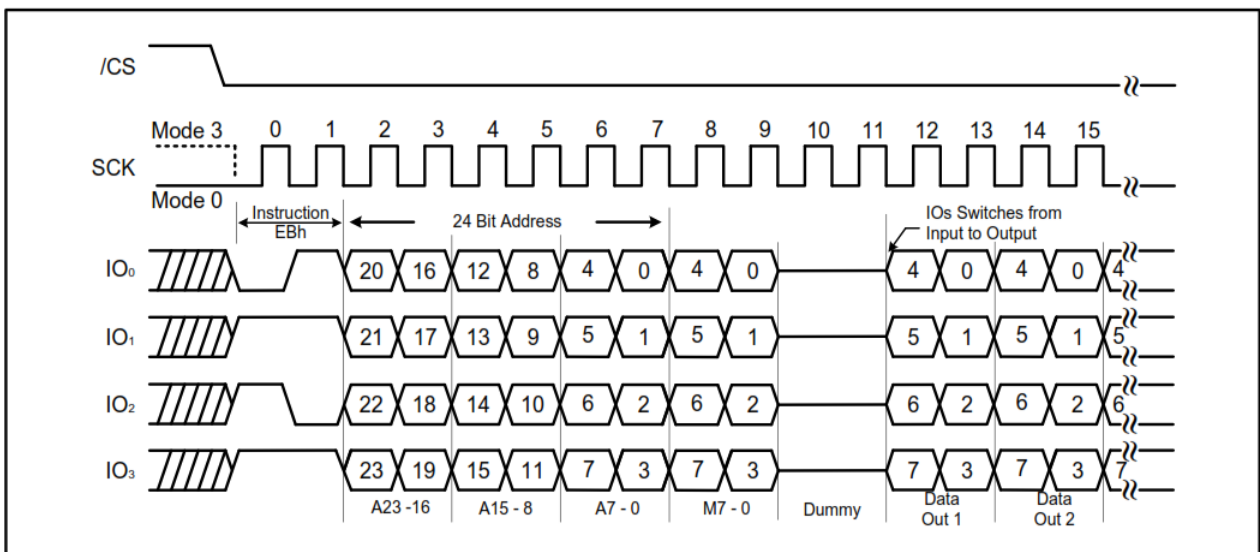 /CS
Mode 3 0 1 2 3 4 5 6 7 8 9 10 11 12 13 14 15
SCK
Mode 0
Instruction
EBh
24 Bit Address
IOs Switches from
Input to Output
IO₀ 20 16 12 8 4 0 4 0 4 0 4 0 4
IO₁ 21 17 13 9 5 1 5 1 5 1 5 1 5
IO₂ 22 18 14 10 6 2 6 2 6 2 6 2 6
IO₃ 23 19 15 11 7 3 7 3 7 3 7 3 7
A23 -16 A15 - 8 A7 - 0 M7 - 0 Dummy
Data
Out 1
Data
Out 2